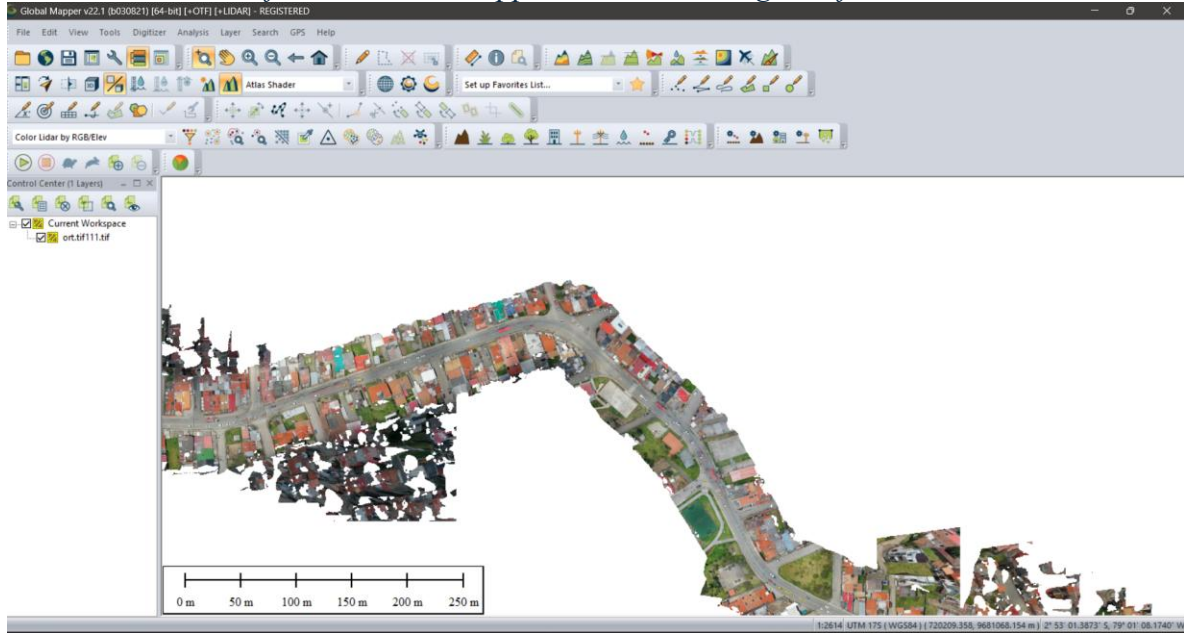 Global Mapper v22.1 (b030821) [64-bit] [+OTF] [+LIDAR] - REGISTERED
File Edit View Tools Digitizer Analysis Layer Search GPS Help
Atlas Shader
Set up Favorites List...
Color Lidar by RGB/Elev
Control Center (1 Layers)
Current Workspace
ort.tif111.tif
0 m 50 m 100 m 150 m 200 m 250 m
1:2614 UTM 17S ( WGS84 ) ( 720209.358, 9681068.154 m ) 2° 53' 01.3873" S, 79° 01' 08.1740" W